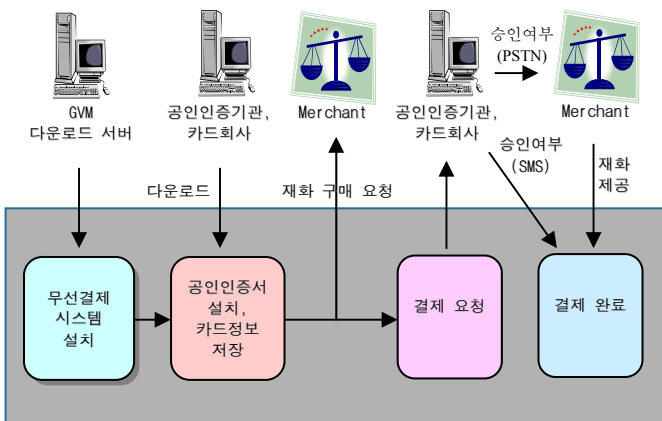 GVM
다운로드 서버
공인인증기관,
카드회사
Merchant
공인인증기관,
카드회사
승인여부
(PSTN)
Merchant
다운로드
재화 구매 요청
승인여부
(SMS)
재화
제공
무선결제
시스템
설치
공인인증서
설치,
카드정보
저장
결제 요청
결제 완료